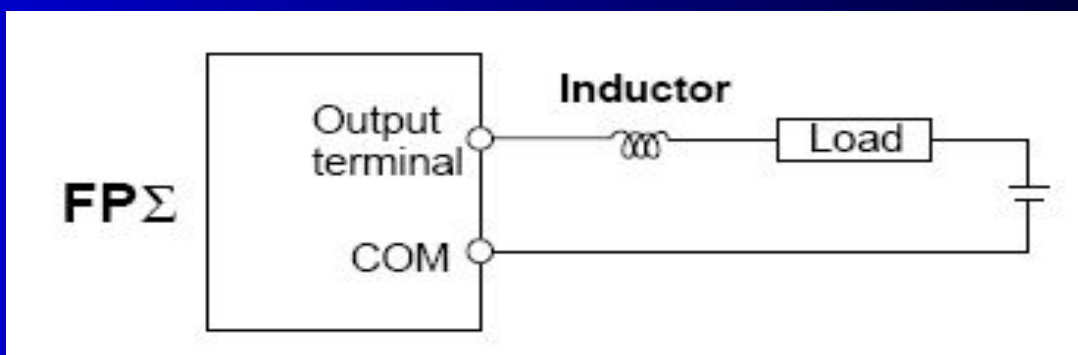 Inductor
Output
terminal
Load
FPΣ
COM